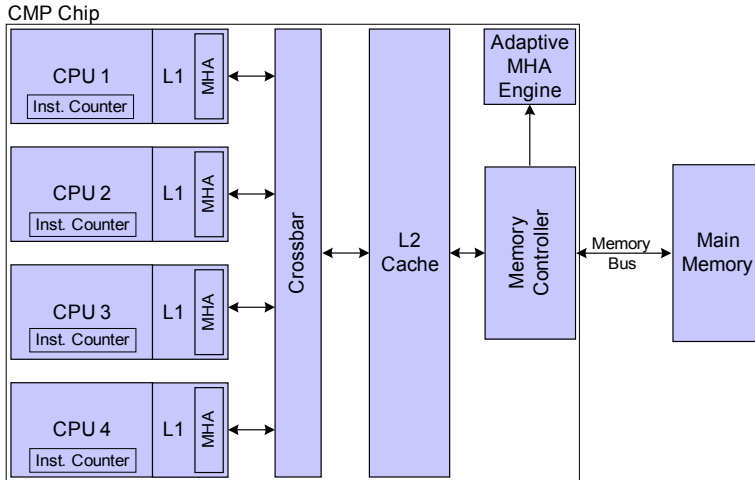 CMP Chip
CPU 1
Inst. Counter
L1
MHA
CPU 2
Inst. Counter
L1
MHA
CPU 3
Inst. Counter
L1
MHA
CPU 4
Inst. Counter
L1
MHA
Crossbar
L2
Cache
Adaptive
MHA
Engine
Memory
Controller
Memory
Bus
Main
Memory